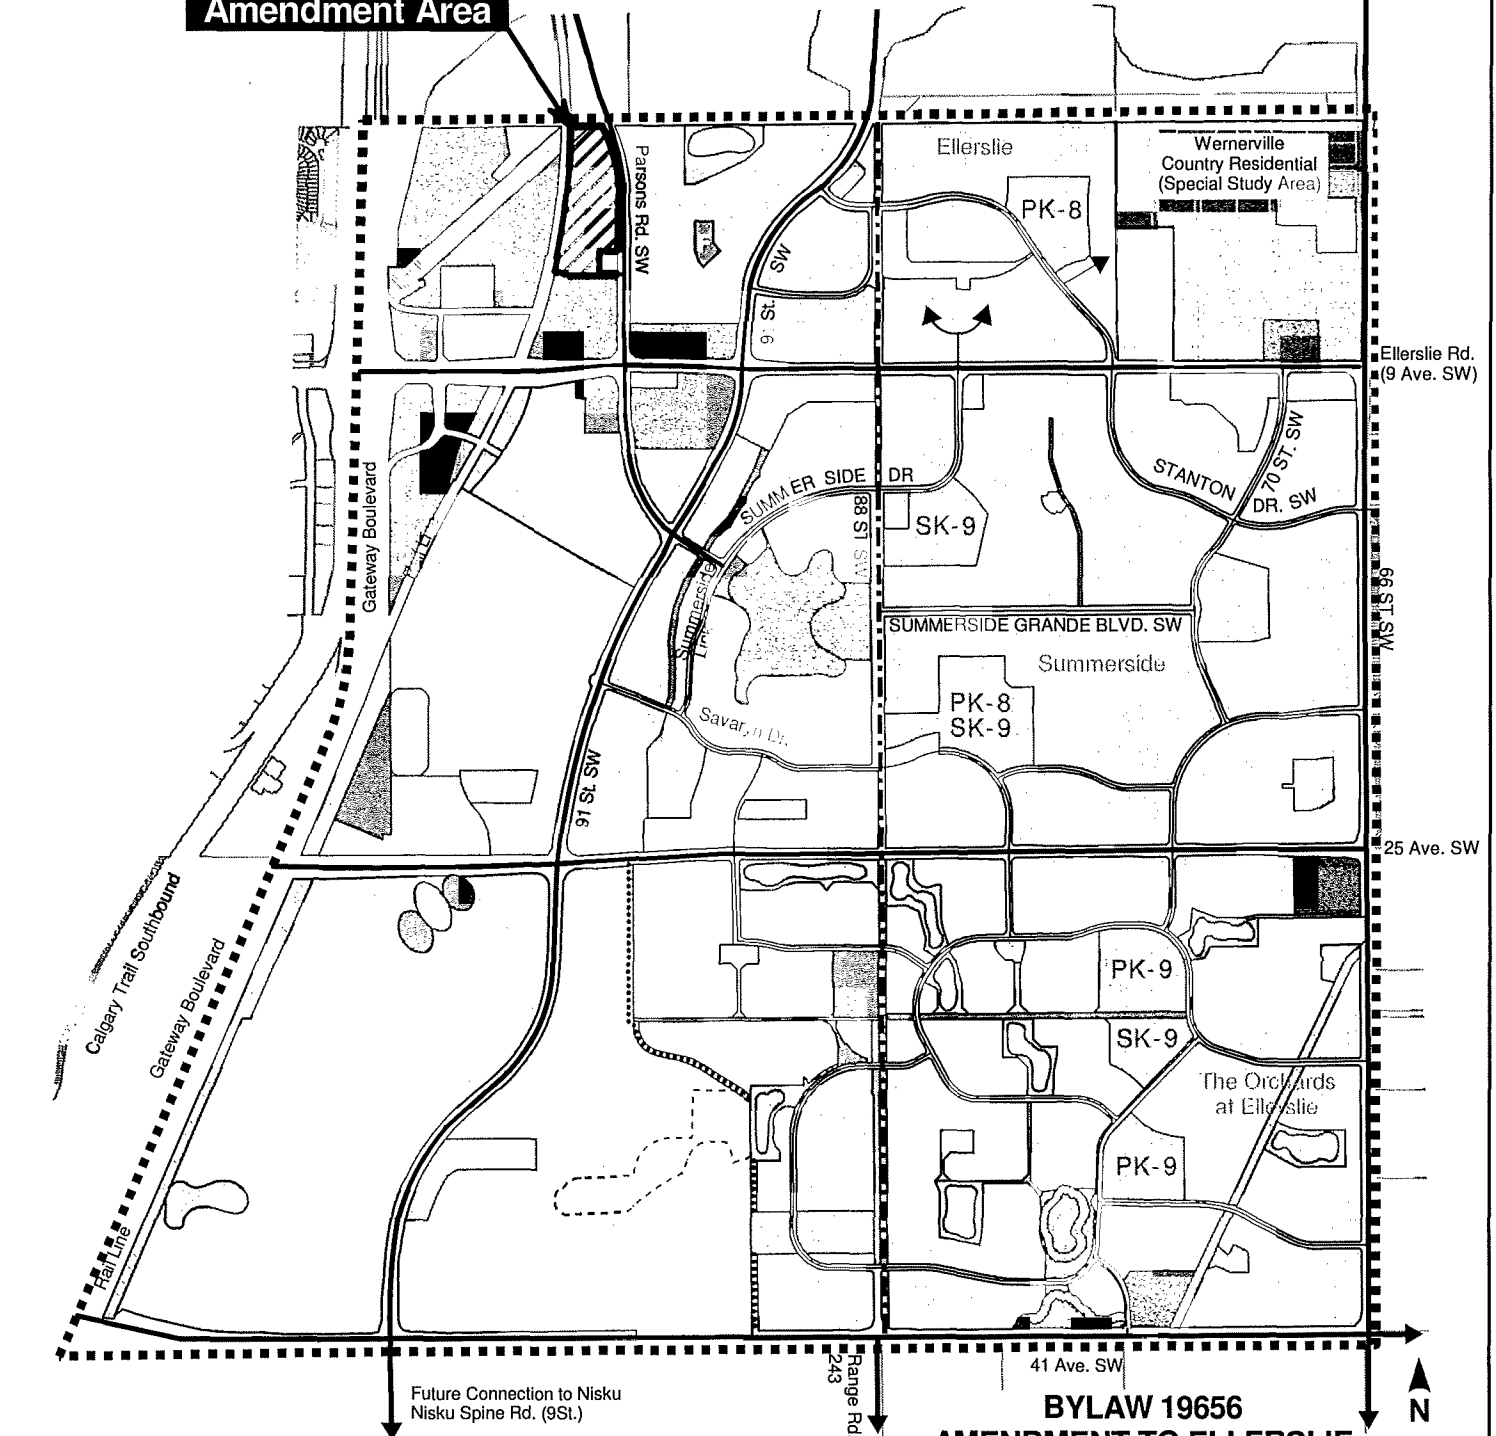 Amendment Area
Ellerslie
Wernerville
Country Residential
(Special Study Area)
Parsons Rd. SW
PK-8
SW
St.
Ellerslie Rd.
(9 Ave. SW)
Gateway Boulevard
SUMMER SIDE DR
88 ST SW
SK-9
STANTON
DR. SW
70 ST. SW
66 ST SW
Summerside
SUMMERSIDE GRANDE BLVD. SW
Summerside
PK-8
SK-9
91 St. SW
25 Ave. SW
Calgary Trail Southbound
Gateway Boulevard
PK-9
SK-9
The Orchards
at Ellerslie
PK-9
Rail Line
41 Ave. SW
Range Rd
243
Future Connection to Nisku
Nisku Spine Rd. (9St.)
BYLAW 19656
AMENDMENT TO ELLERSLIE
N